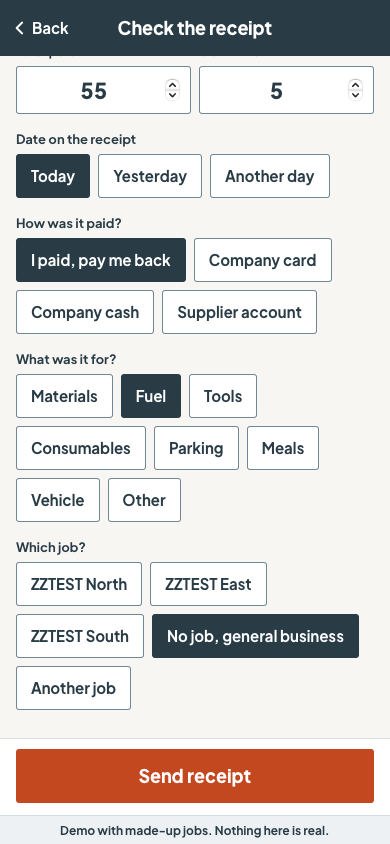 Back Check the receipt
55 5
Date on the receipt
Today Yesterday Another day
How was it paid?
I paid, pay me back Company card
Company cash Supplier account
What was it for?
Materials Fuel Tools
Consumables Parking Meals
Vehicle Other
Which job?
ZZTEST North ZZTEST East
ZZTEST South No job, general business
Another job
Send receipt
Demo with made-up jobs. Nothing here is real.